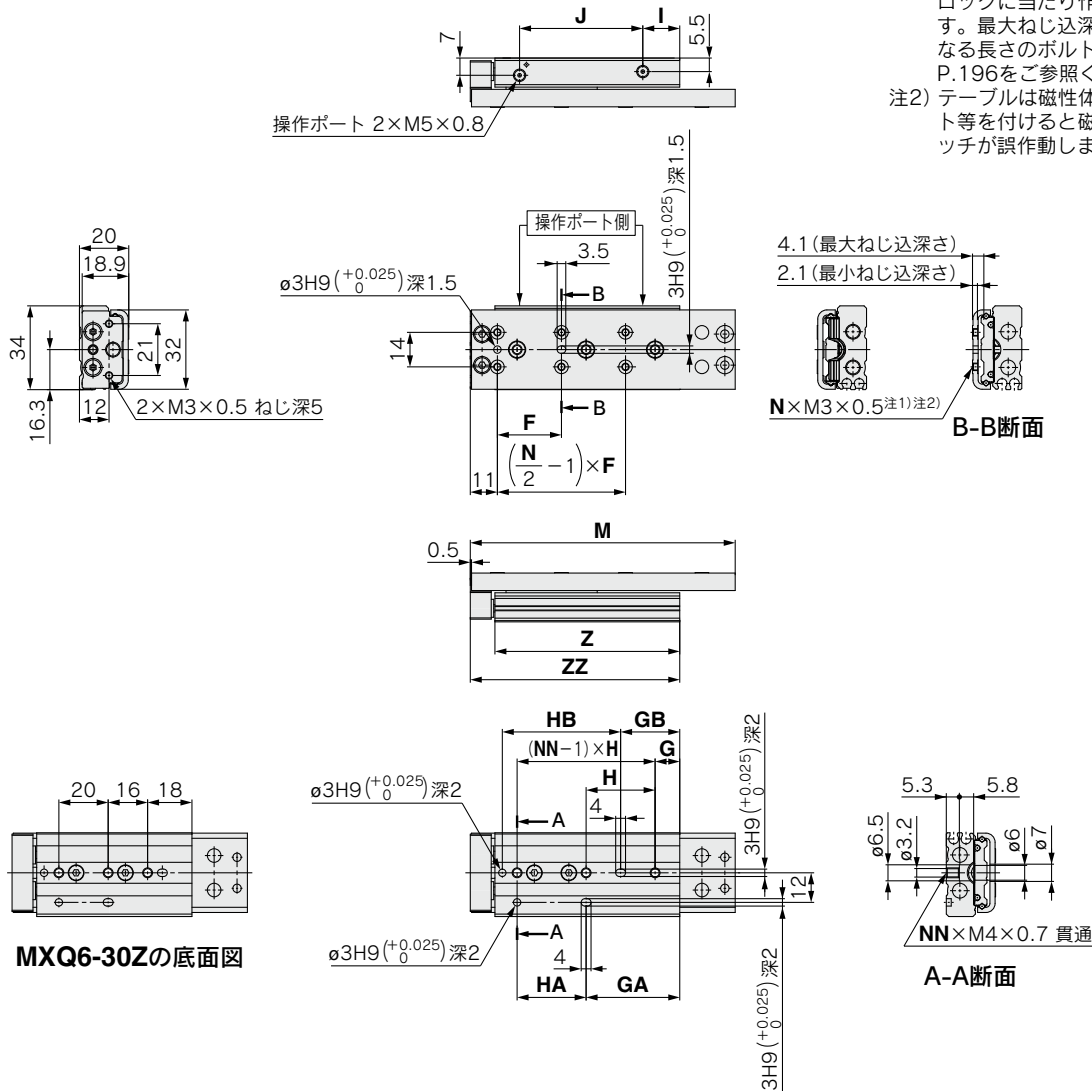 ロックに当たり作
す。最大ねじ込深
なる長さのボルト
P.196をご参照く
注2) テーブルは磁性体
ト等を付けると磁
ッチが誤作動しま
J
I
5.5
7
操作ポート 2×M5×0.8
20
18.9
34
16.3
12
21
32
2×M3×0.5 ねじ深5
操作ポート側
3.5
3H9(+0.025 0)深1.5
ø3H9(+0.025 0)深1.5
B
14
B
F
11
(N/2 −1)×F
4.1(最大ねじ込深さ)
2.1(最小ねじ込深さ)
N×M3×0.5注1)注2)
B-B断面
M
0.5
Z
ZZ
20
16
18
MXQ6-30Zの底面図
HB
GB
(NN−1)×H
G
H
4
3H9(+0.025 0)深2
ø3H9(+0.025 0)深2
A
12
A
ø3H9(+0.025 0)深2
4
HA
GA
3H9(+0.025 0)深2
5.3
5.8
ø6.5
ø3.2
ø6
ø7
NN×M4×0.7 貫通
A-A断面